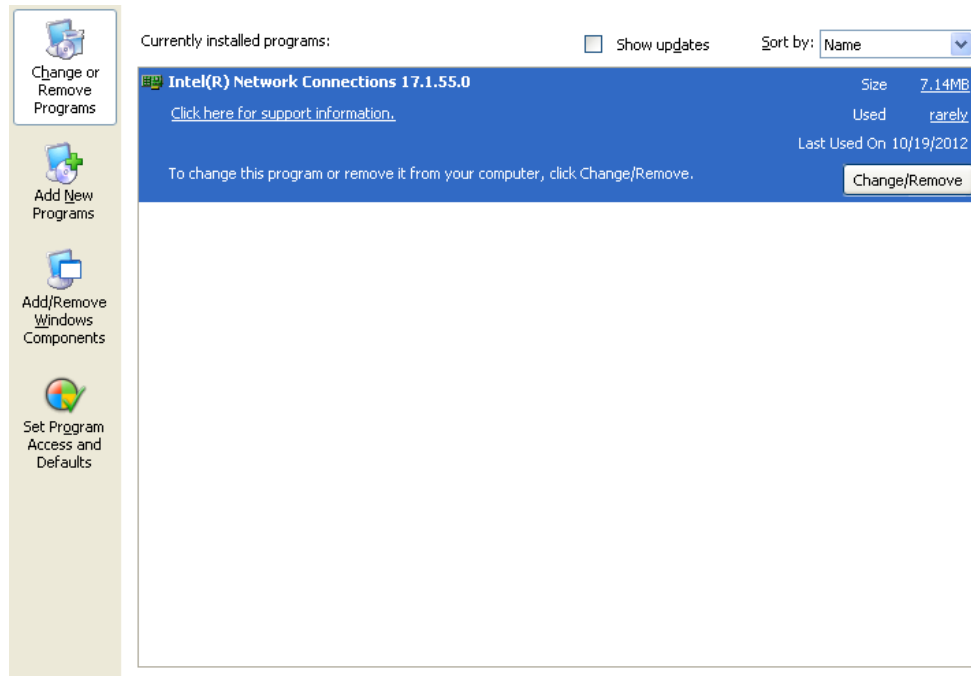 Change or
Remove
Programs
Add New
Programs
Add/Remove
Windows
Components
Set Program
Access and
Defaults
Currently installed programs:
Show updates
Sort by:
Name
Intel(R) Network Connections 17.1.55.0
Size
7.14MB
Click here for support information.
Used
rarely
Last Used On
10/19/2012
To change this program or remove it from your computer, click Change/Remove.
Change/Remove